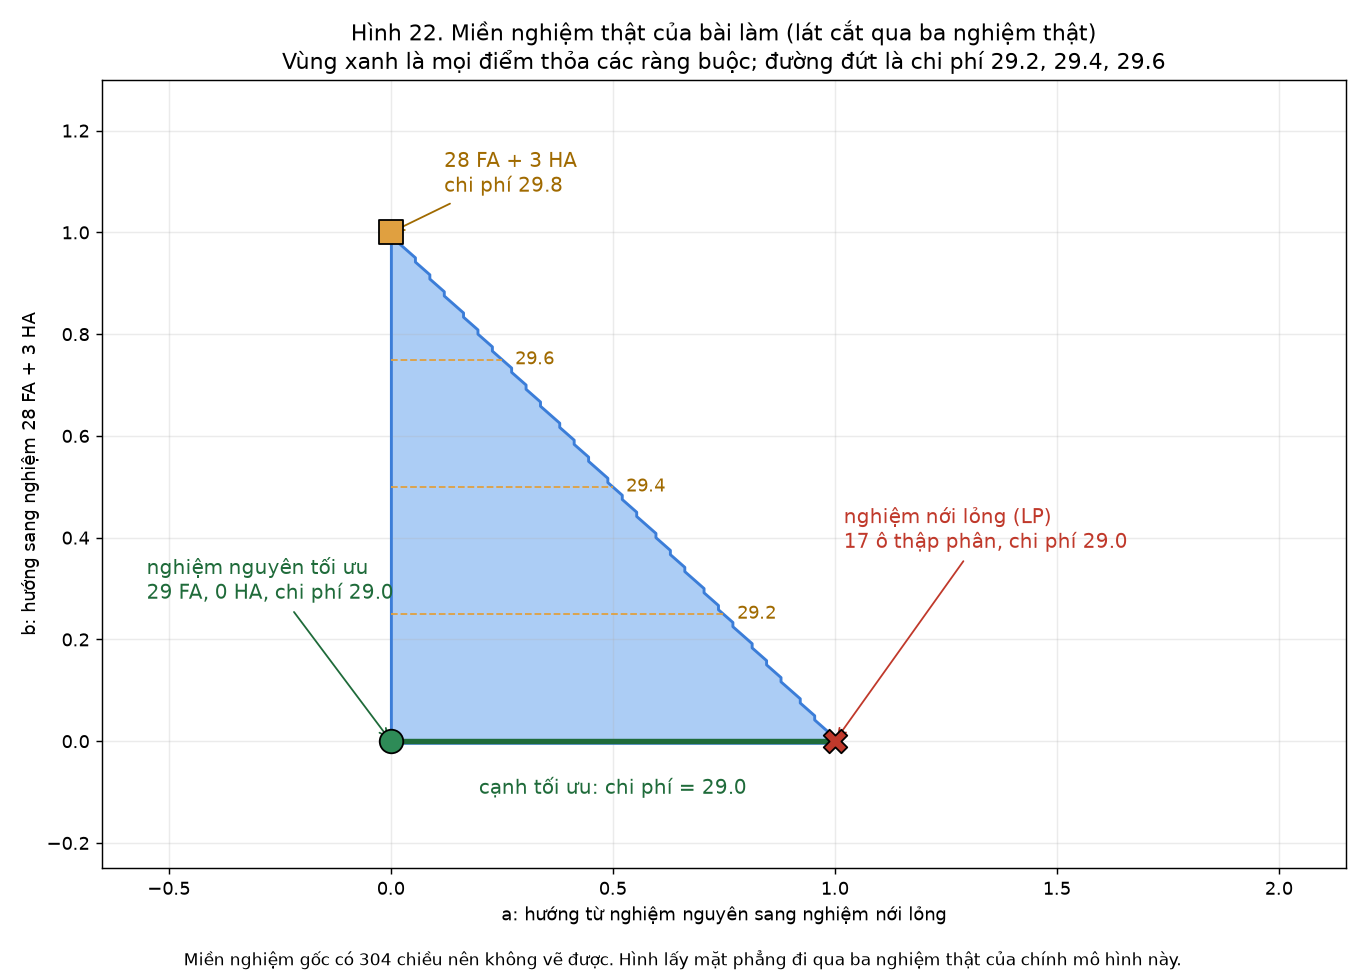 Hình 22. Miền nghiệm thật của bài làm (lát cắt qua ba nghiệm thật)
Vùng xanh là mọi điểm thỏa các ràng buộc; đường đứt là chi phí 29.2, 29.4, 29.6
1.2
28 FA + 3 HA
chi phí 29.8
1.0
0.8
29.6
0.6
29.4
nghiệm nới lỏng (LP)
17 ô thập phân, chi phí 29.0
0.4
nghiệm nguyên tối ưu
29 FA, 0 HA, chi phí 29.0
29.2
0.2
0.0
cạnh tối ưu: chi phí = 29.0
−0.2
b: hướng sang nghiệm 28 FA + 3 HA
−0.5
0.0
0.5
1.0
1.5
2.0
a: hướng từ nghiệm nguyên sang nghiệm nới lỏng
Miền nghiệm gốc có 304 chiều nên không vẽ được. Hình lấy mặt phẳng đi qua ba nghiệm thật của chính mô hình này.